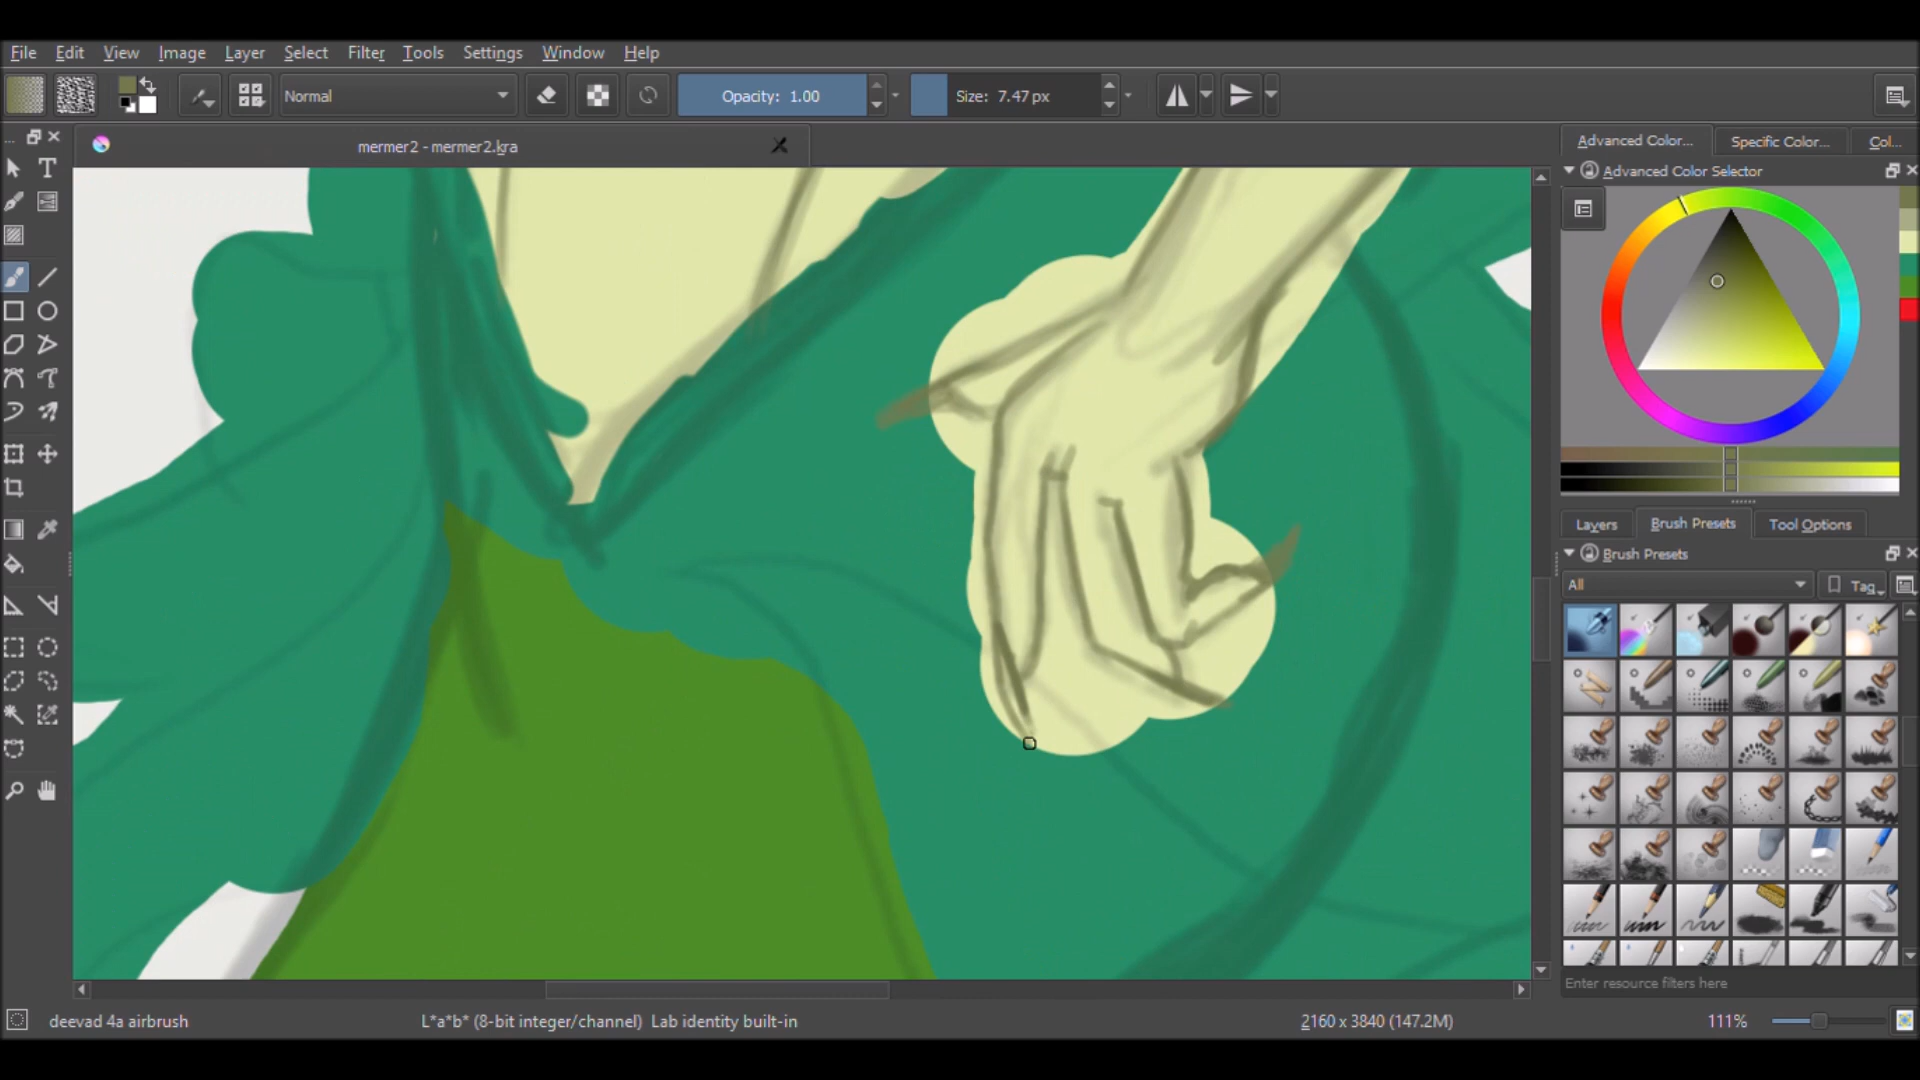 File Edit View Image Layer Select Filter Tools Settings Window Help
Normal Opacity: 1.00 Size: 7.47 px
mermer2 - mermer2.kra
Advanced Color... Specific Color... Col...
Advanced Color Selector
Layers Brush Presets Tool Options
Brush Presets
All Tag
Enter resource filters here
deevad 4a airbrush L*a*b* (8-bit integer/channel) Lab identity built-in 2160 x 3840 (147.2M) 111%